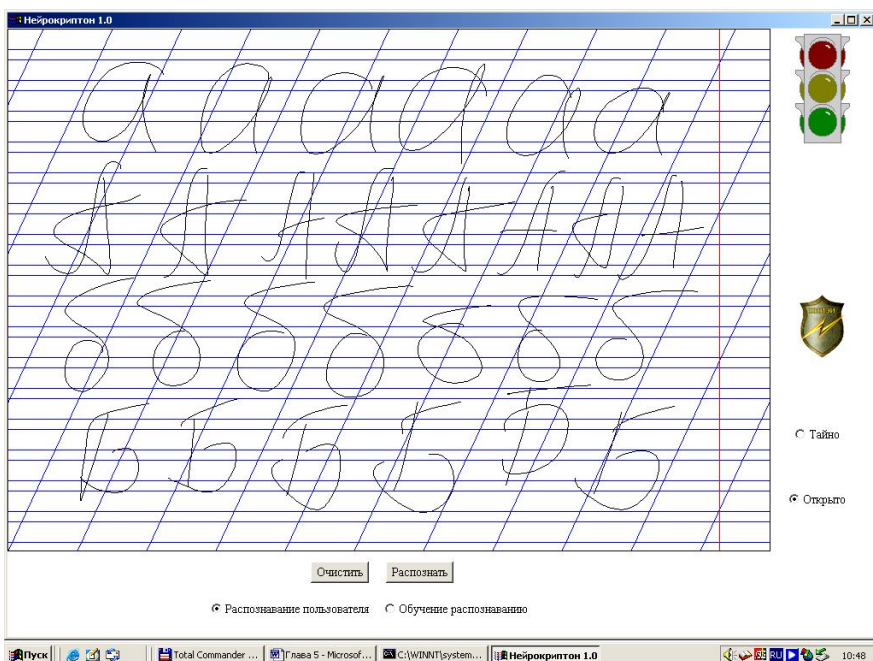 Нейрокриптон 1.0
а а а а а а
А А А А А А А А
б б б б б б б
Б Б Б Б Б Б
Тайно
Открыто
Очистить Распознать
Распознавание пользователя Обучение распознаванию
Пуск Total Commander ... Глава 5 - Microsof... C:\WINNT\system... Нейрокриптон 1.0 RU 10:48